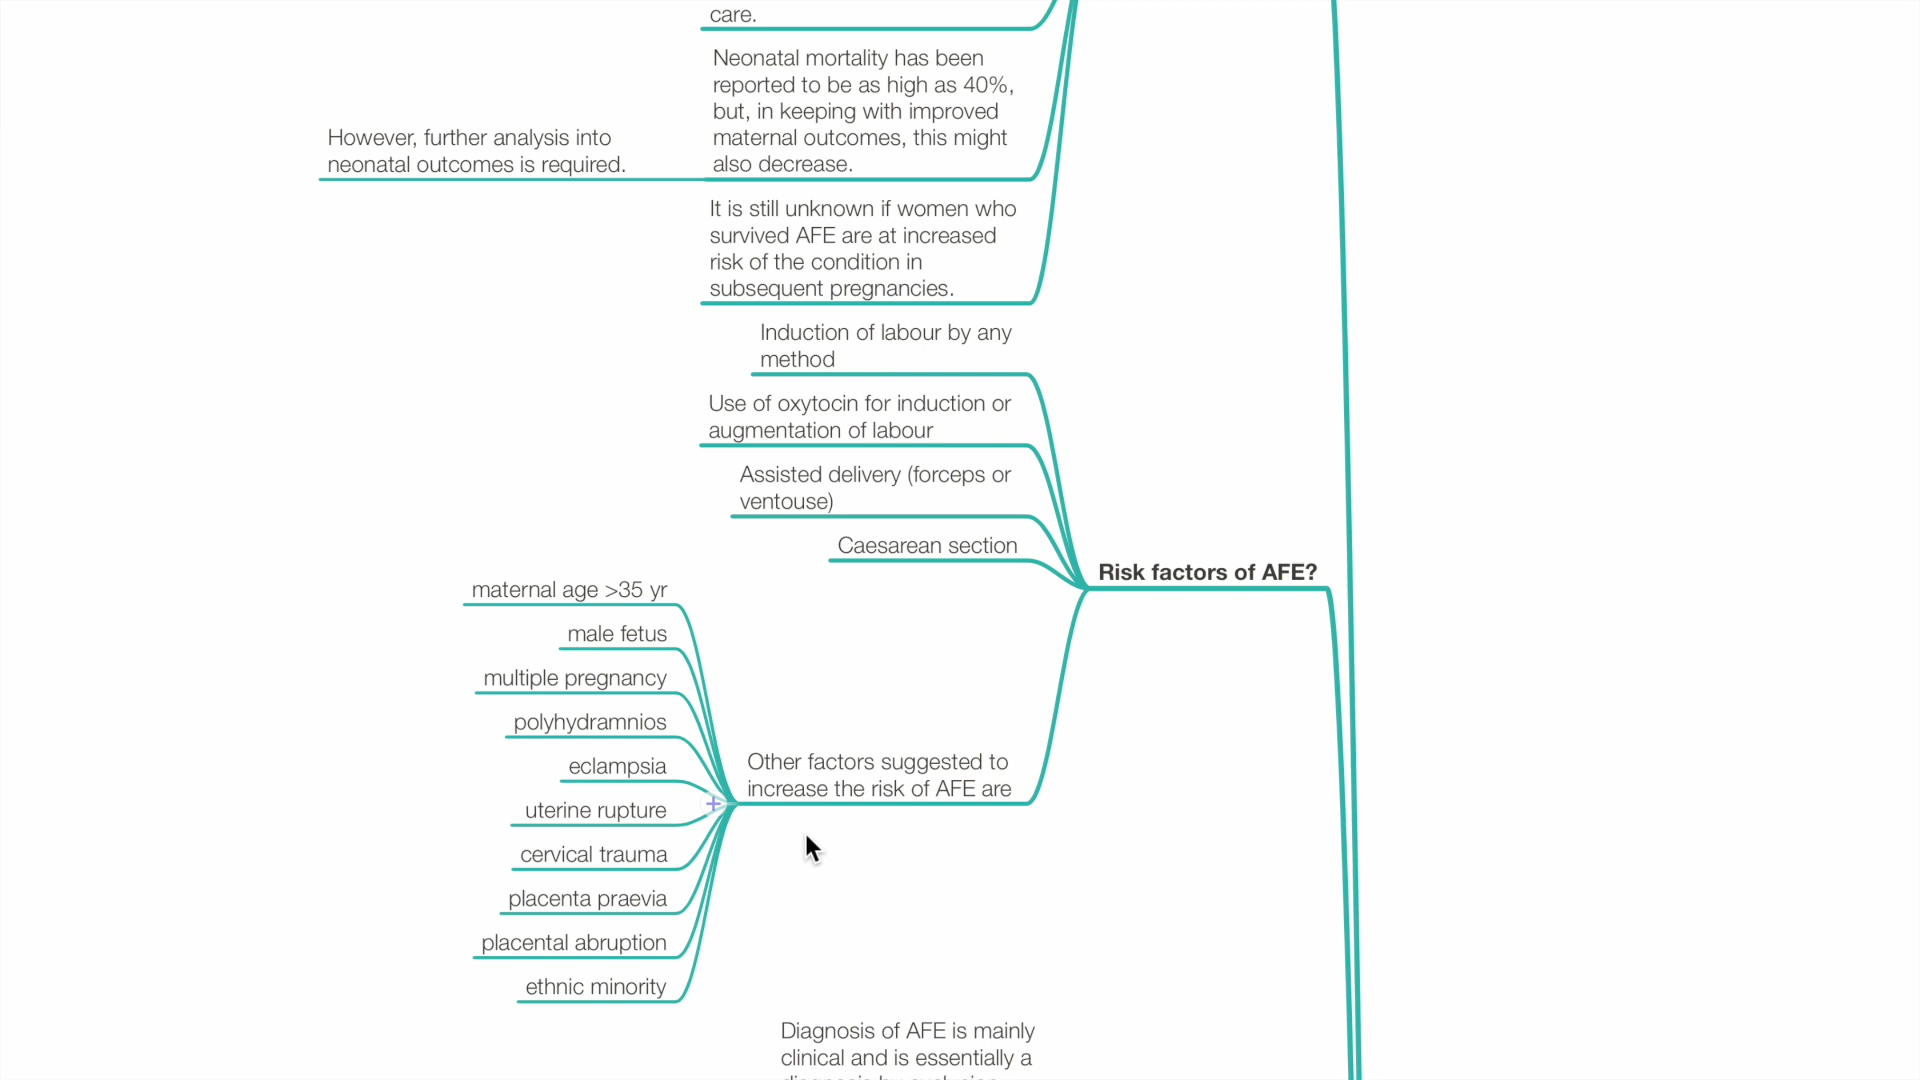 care.
Neonatal mortality has been
reported to be as high as 40%,
but, in keeping with improved
maternal outcomes, this might
also decrease.
However, further analysis into
neonatal outcomes is required.
It is still unknown if women who
survived AFE are at increased
risk of the condition in
subsequent pregnancies.
Risk factors of AFE?
Induction of labour by any
method
Use of oxytocin for induction or
augmentation of labour
Assisted delivery (forceps or
ventouse)
Caesarean section
Other factors suggested to
increase the risk of AFE are
maternal age >35 yr
male fetus
multiple pregnancy
polyhydramnios
eclampsia
uterine rupture
cervical trauma
placenta praevia
placental abruption
ethnic minority
Diagnosis of AFE is mainly
clinical and is essentially a